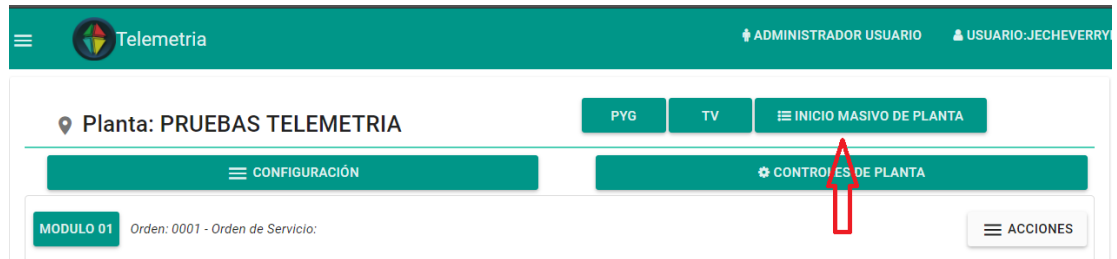 Telemetria
ADMINISTRADOR USUARIO
USUARIO:JECHEVERRY
Planta: PRUEBAS TELEMETRIA
PYG
TV
INICIO MASIVO DE PLANTA
CONFIGURACIÓN
CONTROLES DE PLANTA
MODULO 01
Orden: 0001 - Orden de Servicio:
ACCIONES